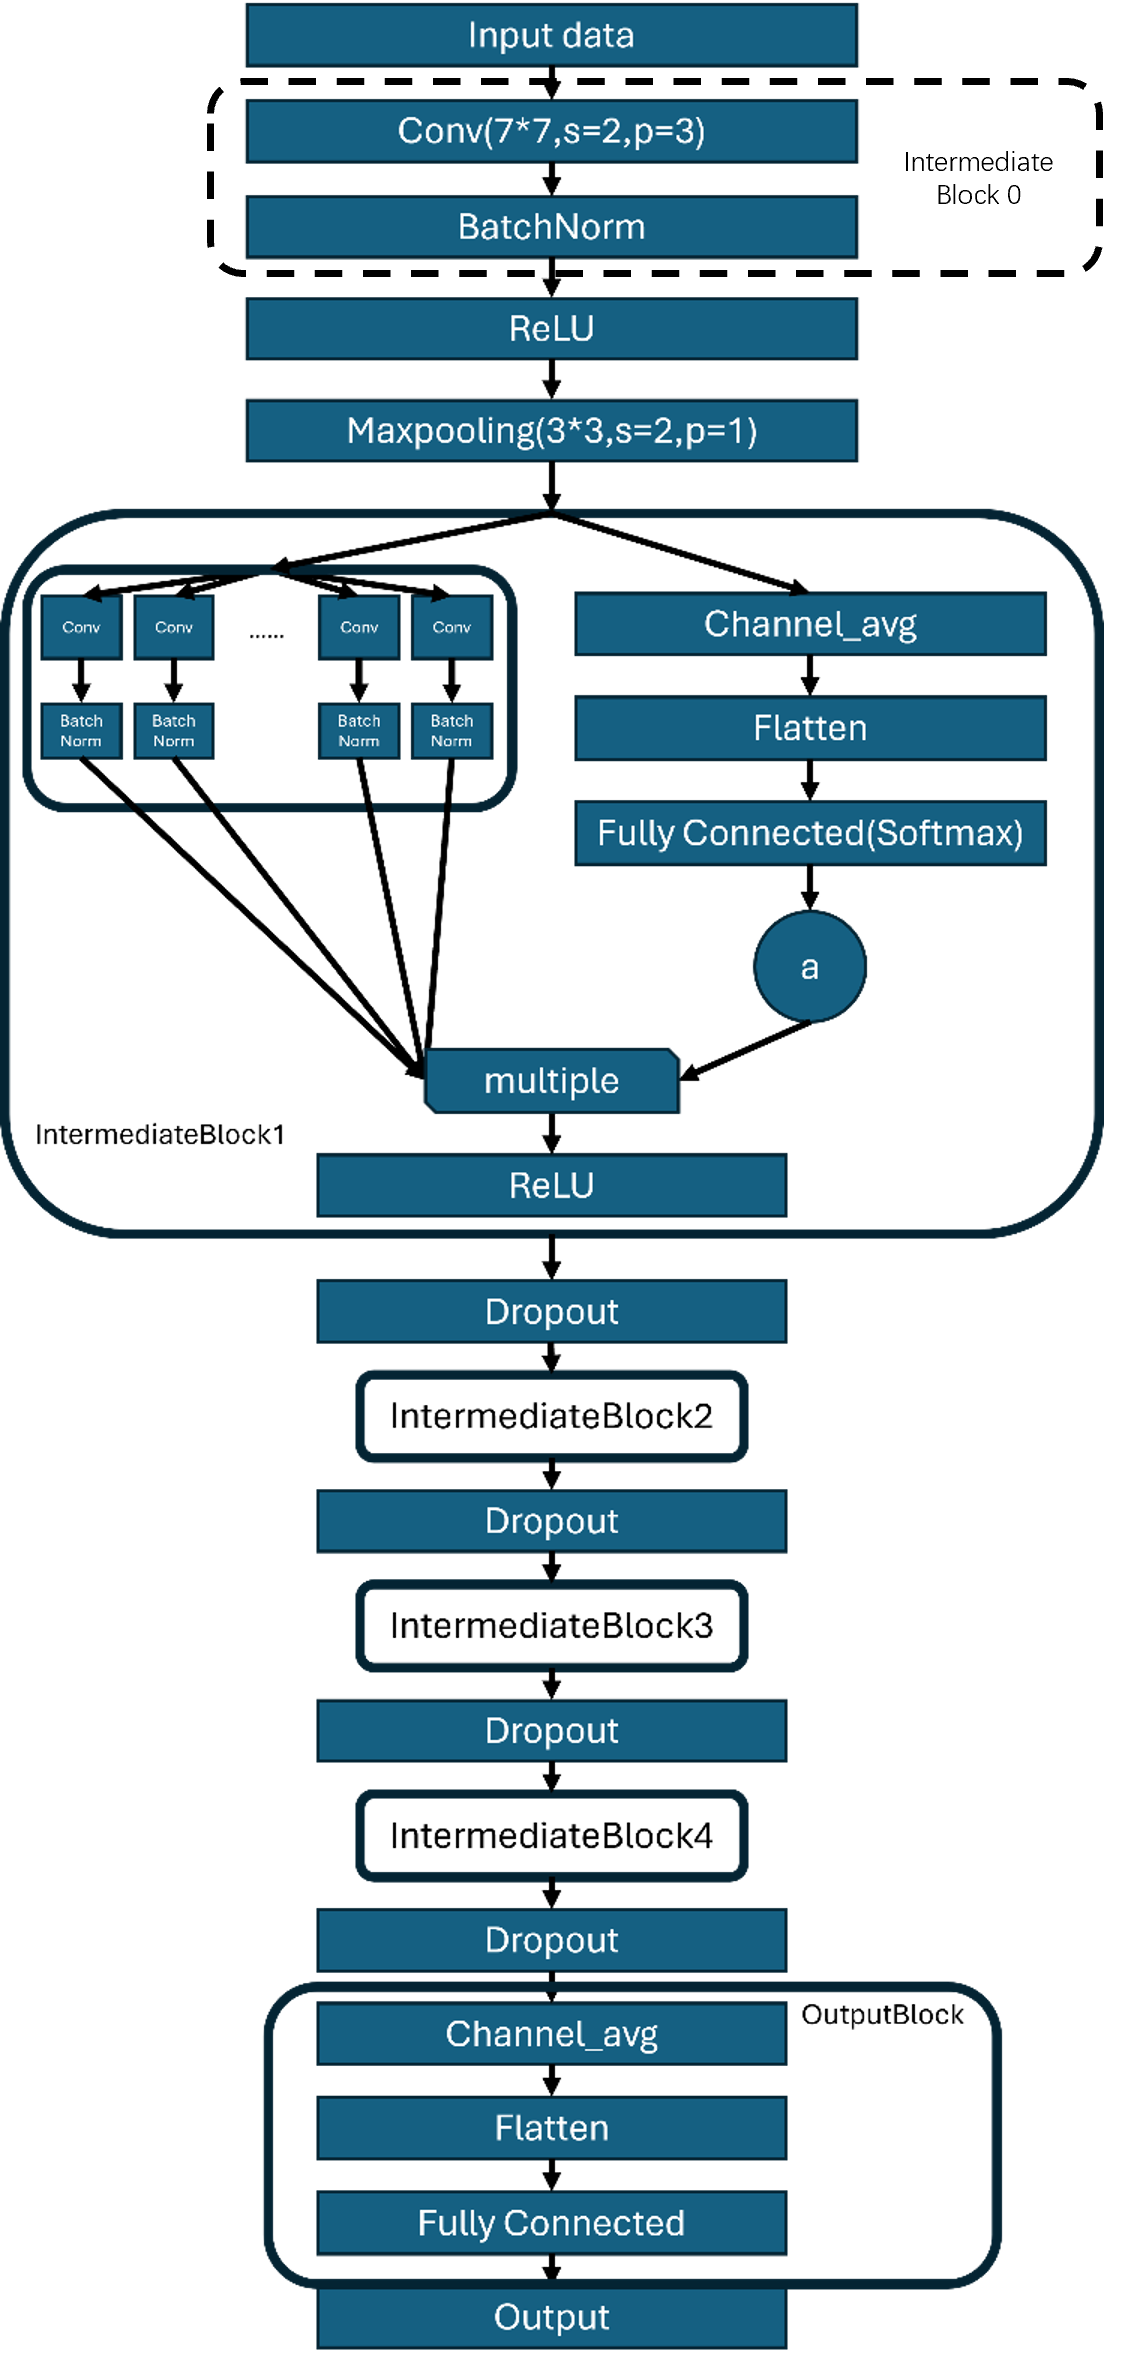 Input data
Conv(7*7,s=2,p=3)
Intermediate
Block 0
BatchNorm
ReLU
Maxpooling(3*3,s=2,p=1)
Conv
Conv
......
Conv
Conv
Batch
Norm
Batch
Norm
Batch
Norm
Batch
Norm
Channel_avg
Flatten
Fully Connected(Softmax)
a
multiple
IntermediateBlock1
ReLU
Dropout
IntermediateBlock2
Dropout
IntermediateBlock3
Dropout
IntermediateBlock4
Dropout
OutputBlock
Channel_avg
Flatten
Fully Connected
Output